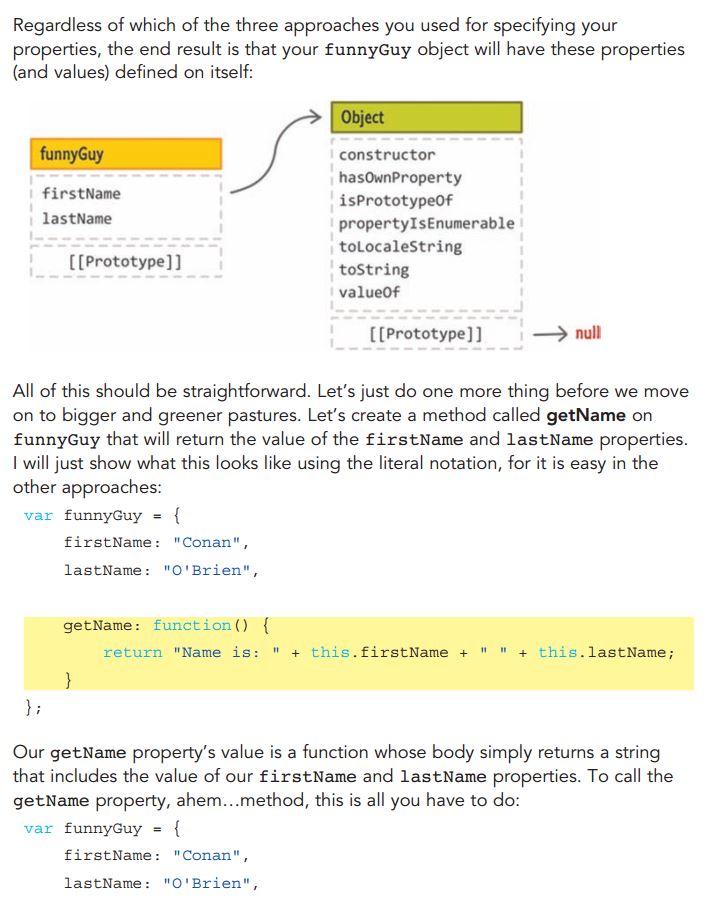 Regardless of which of the three approaches you used for specifying your
properties, the end result is that your funnyGuy object will have these properties
(and values) defined on itself:
funnyGuy
firstName
lastName
[[Prototype]]
Object
constructor
hasOwnProperty
isPrototypeOf
propertyIsEnumerable
toLocaleString
toString
valueOf
[[Prototype]]
null
All of this should be straightforward. Let’s just do one more thing before we move
on to bigger and greener pastures. Let’s create a method called getName on
funnyGuy that will return the value of the firstName and lastName properties.
I will just show what this looks like using the literal notation, for it is easy in the
other approaches:
var funnyGuy = {
    firstName: "Conan",
    lastName: "O'Brien",
    getName: function() {
        return "Name is: " + this.firstName + " " + this.lastName;
    }
};
Our getName property’s value is a function whose body simply returns a string
that includes the value of our firstName and lastName properties. To call the
getName property, ahem…method, this is all you have to do:
var funnyGuy = {
    firstName: "Conan",
    lastName: "O'Brien",